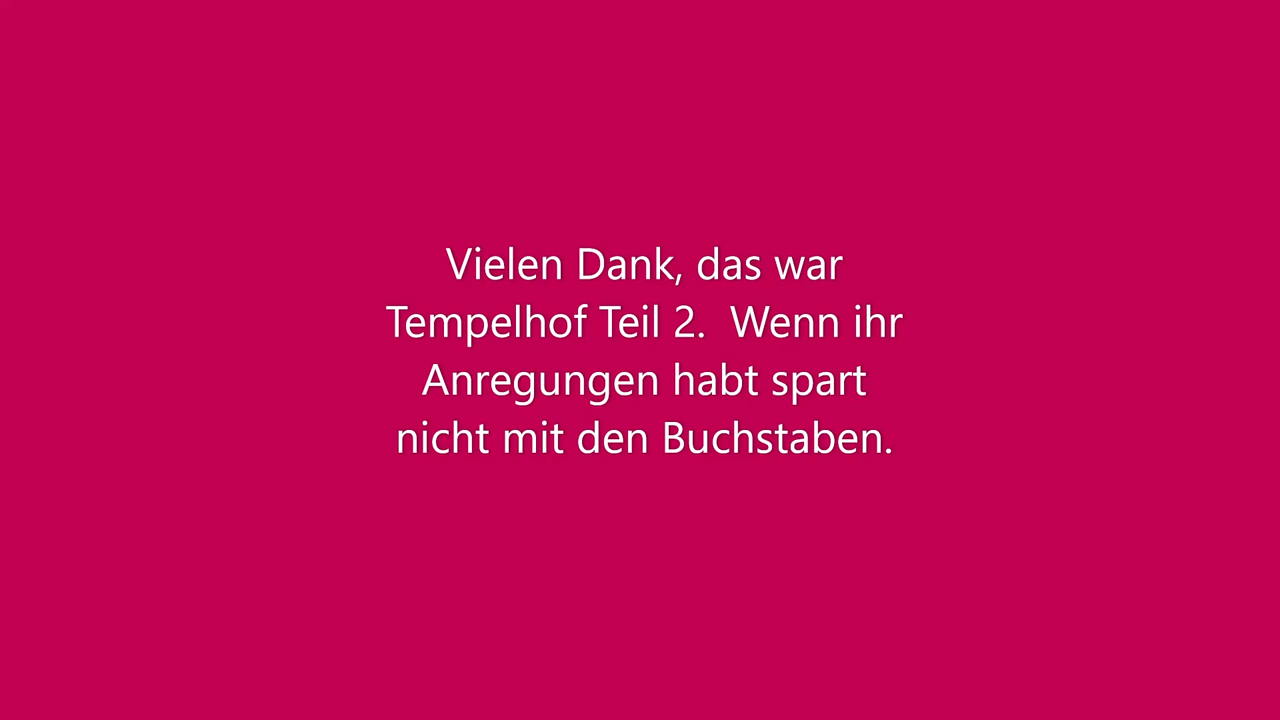 Vielen Dank, das war
Tempelhof Teil 2.  Wenn ihr
Anregungen habt spart
nicht mit den Buchstaben.